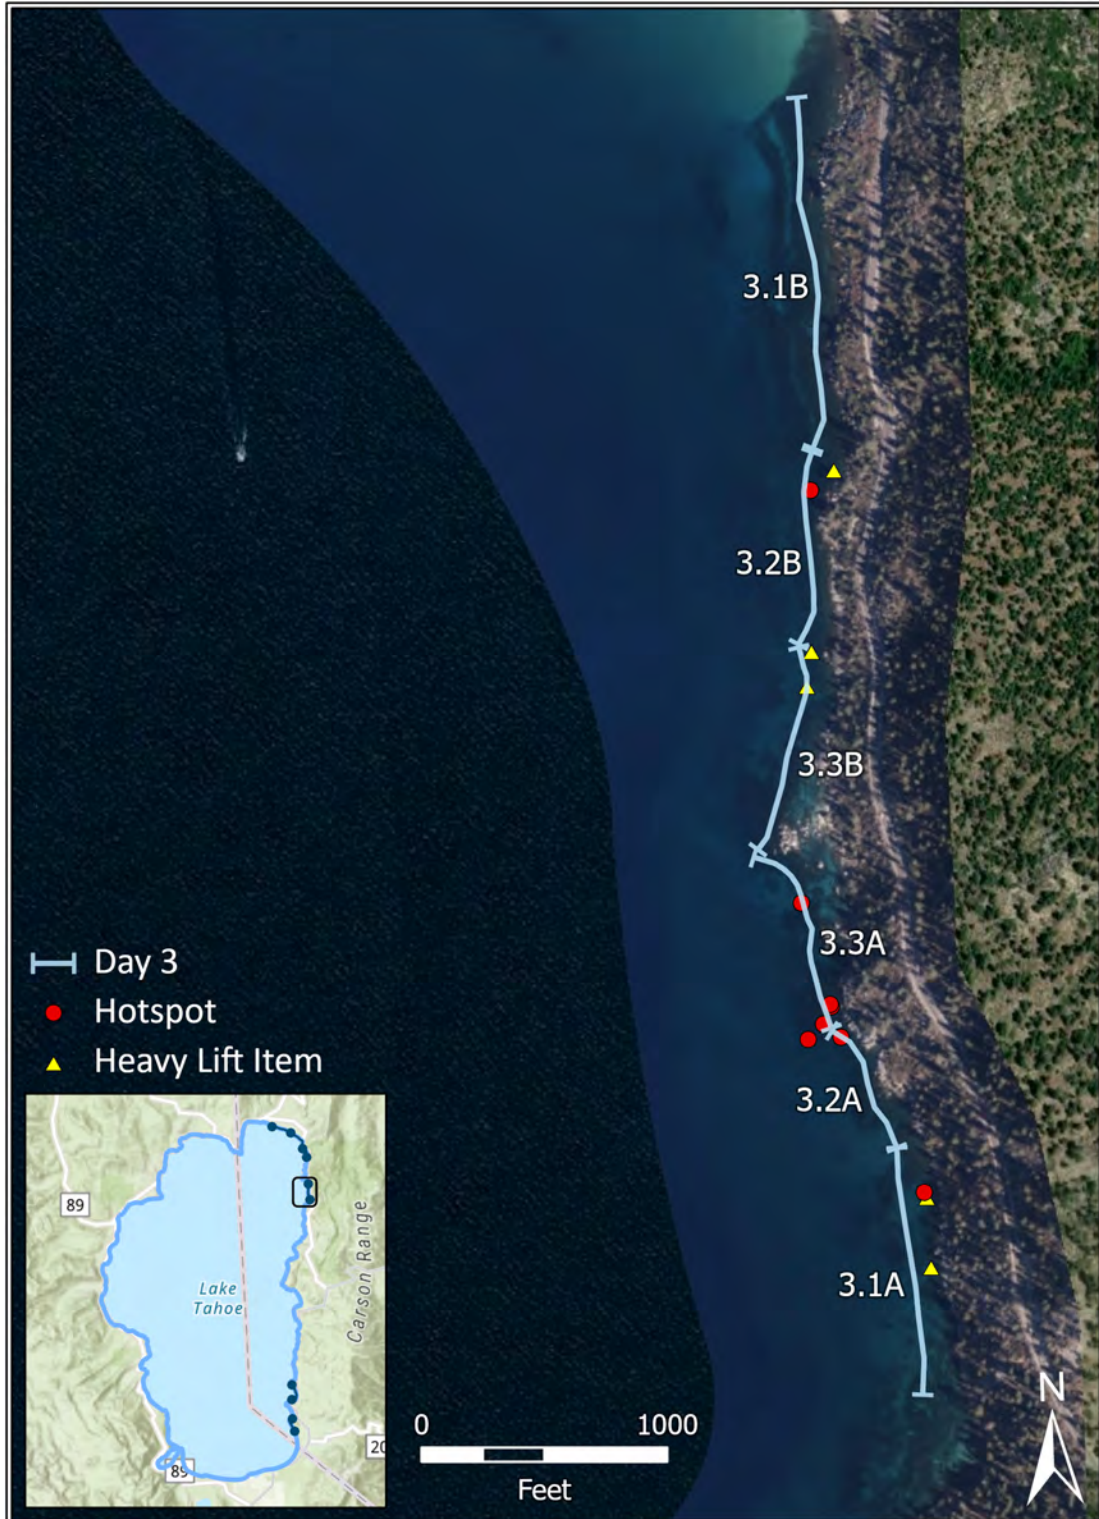 3.1B
3.2B
3.3B
3.3A
3.2A
3.1A
Day 3
Hotspot
Heavy Lift Item
89
Lake
Tahoe
Carson Range
89
20
0 1000
Feet
N